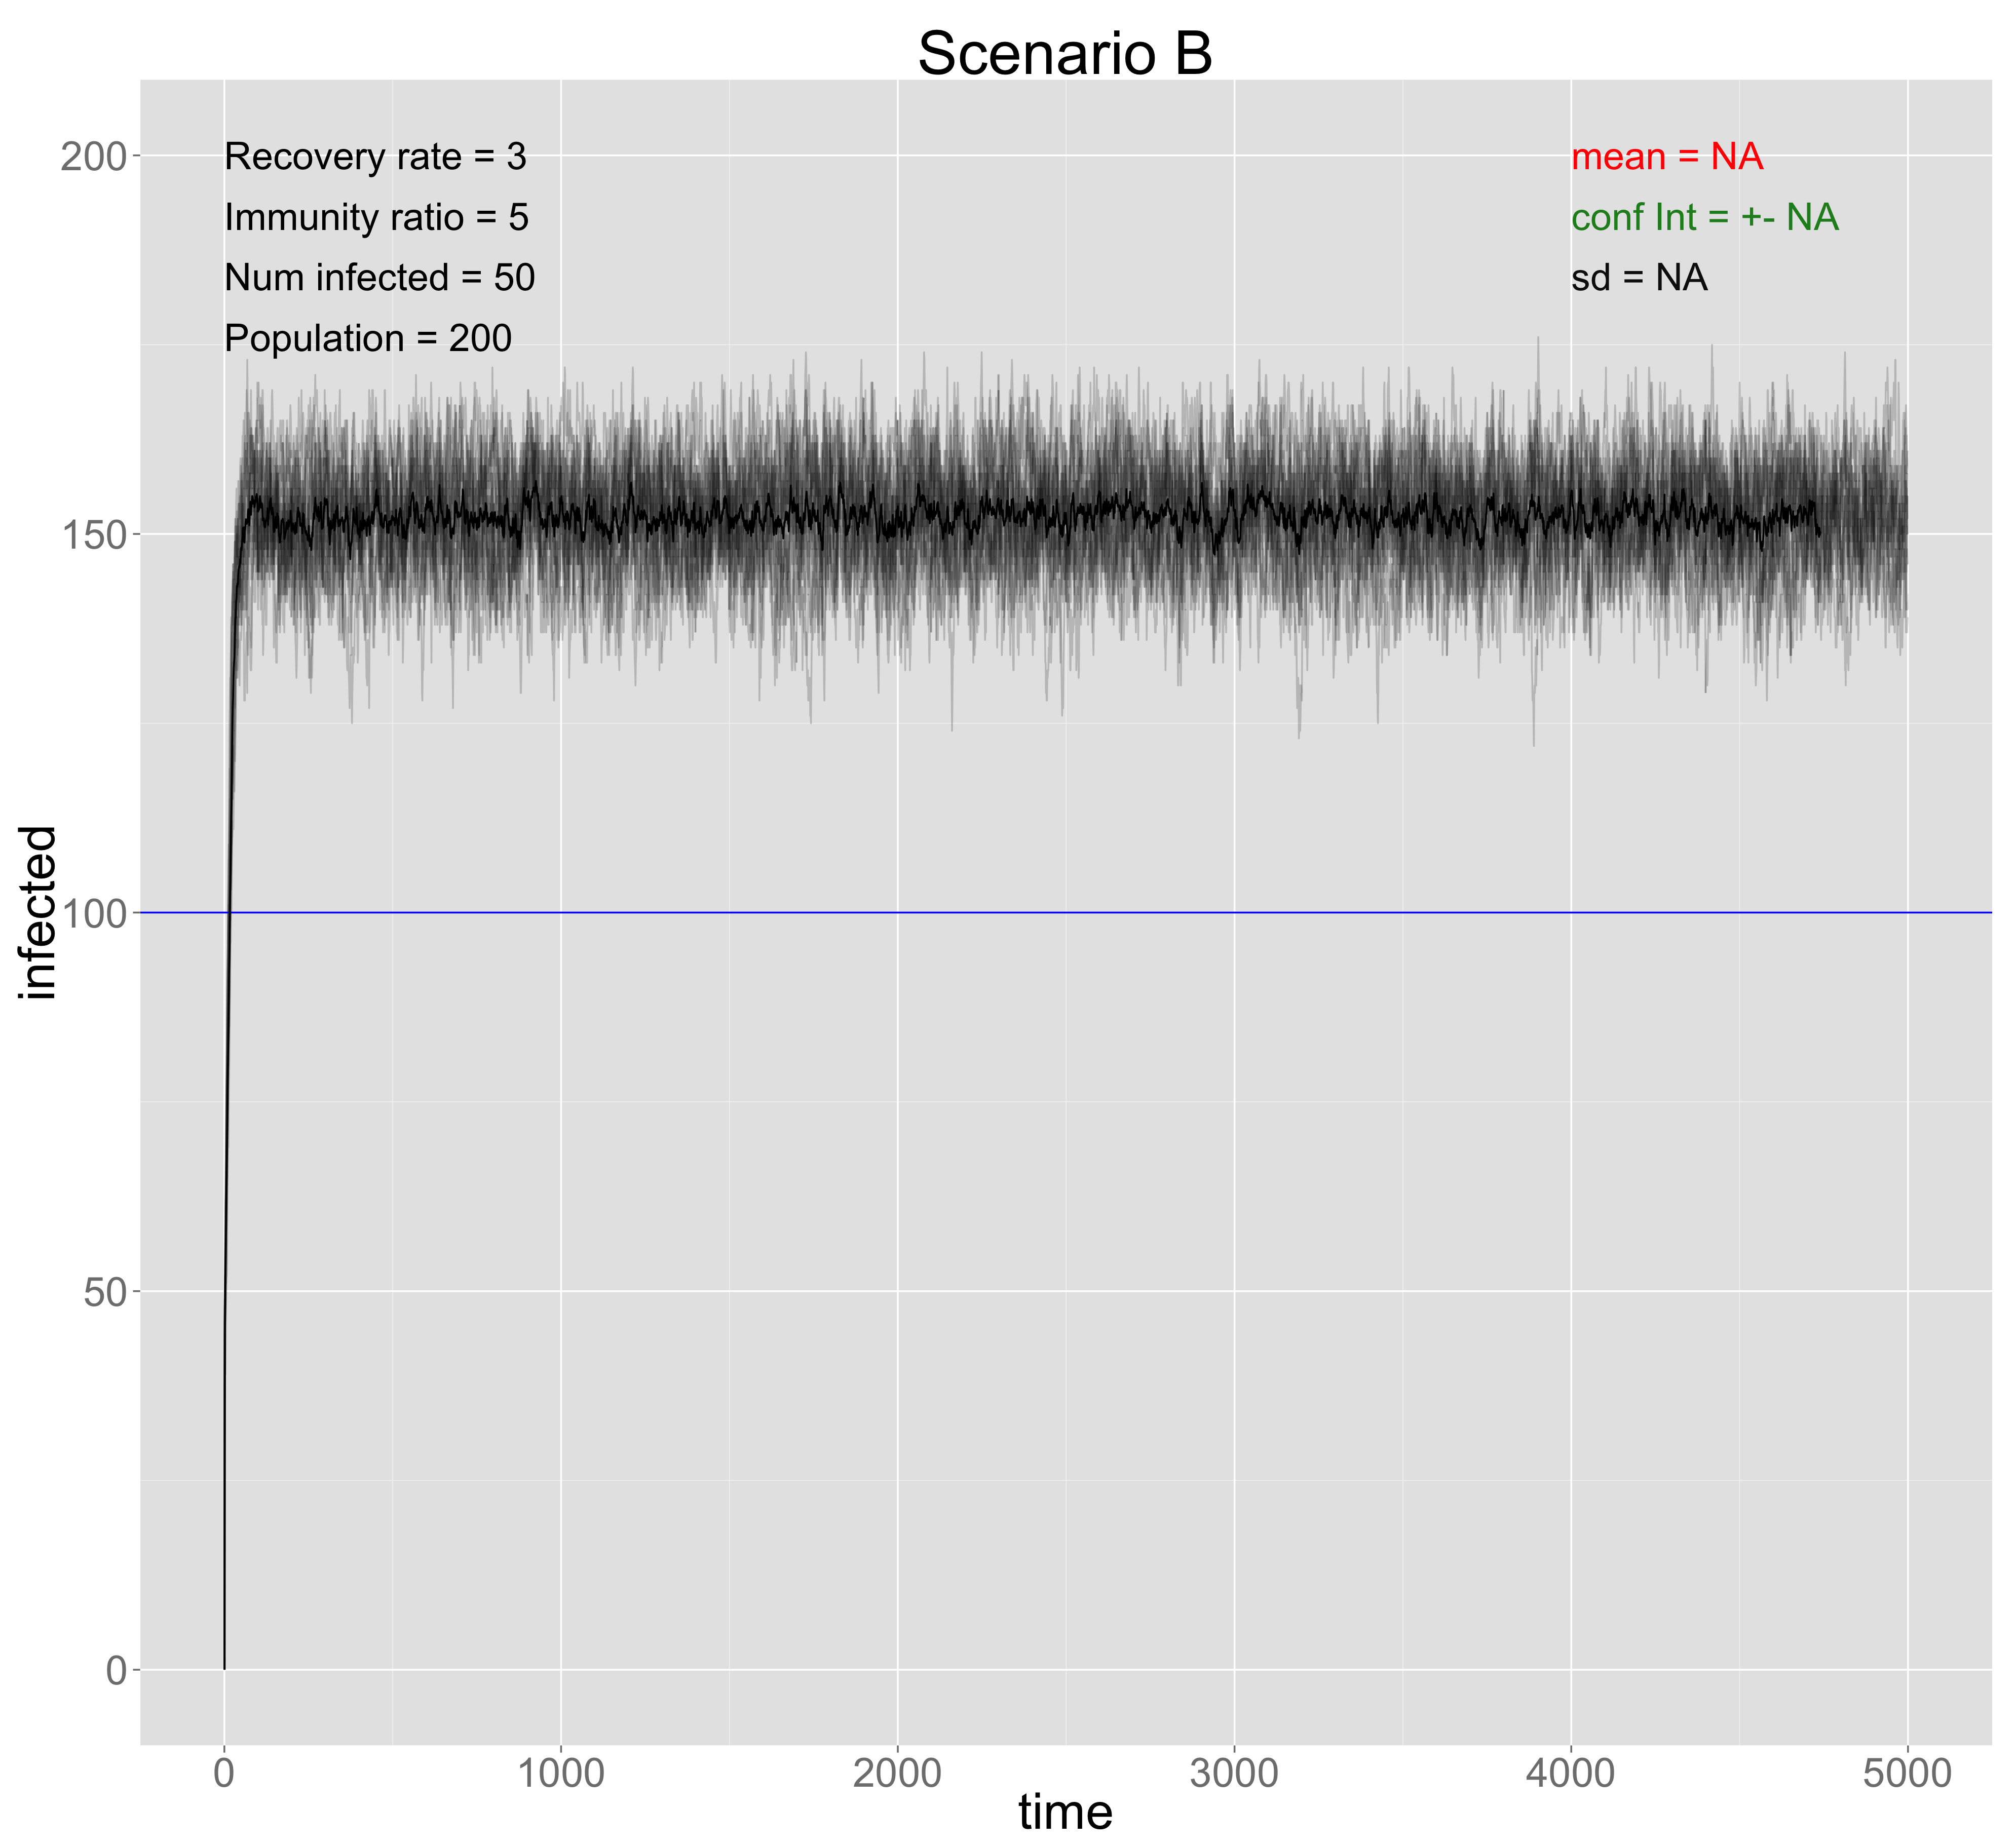 Scenario B
Recovery rate = 3
Immunity ratio = 5
Num infected = 50
Population = 200
mean = NA
conf Int = +- NA
sd = NA
infected
200
150
100
50
0
0 1000 2000 3000 4000 5000
time